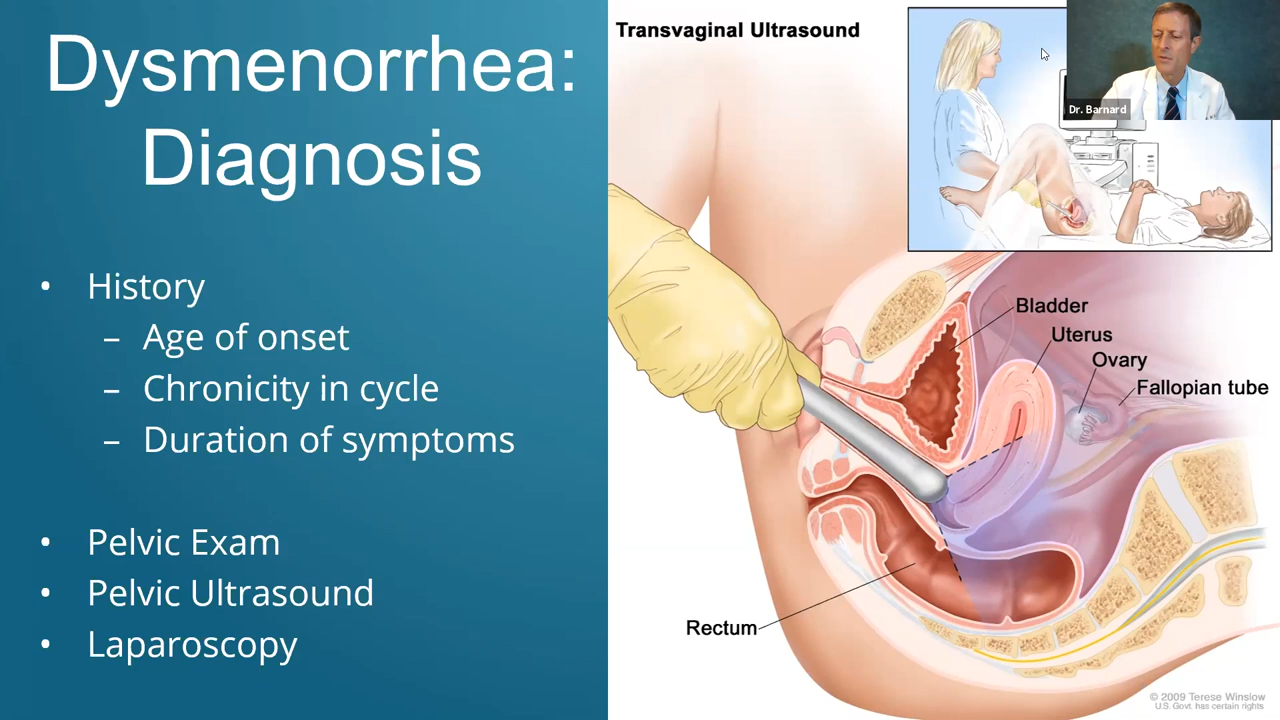 Dysmenorrhea:
Diagnosis
• History
– Age of onset
– Chronicity in cycle
– Duration of symptoms
• Pelvic Exam
• Pelvic Ultrasound
• Laparoscopy
Transvaginal Ultrasound
Dr. Barnard
Bladder
Uterus
Ovary
Fallopian tube
Rectum
© 2009 Terese Winslow
U.S. Govt. has certain rights